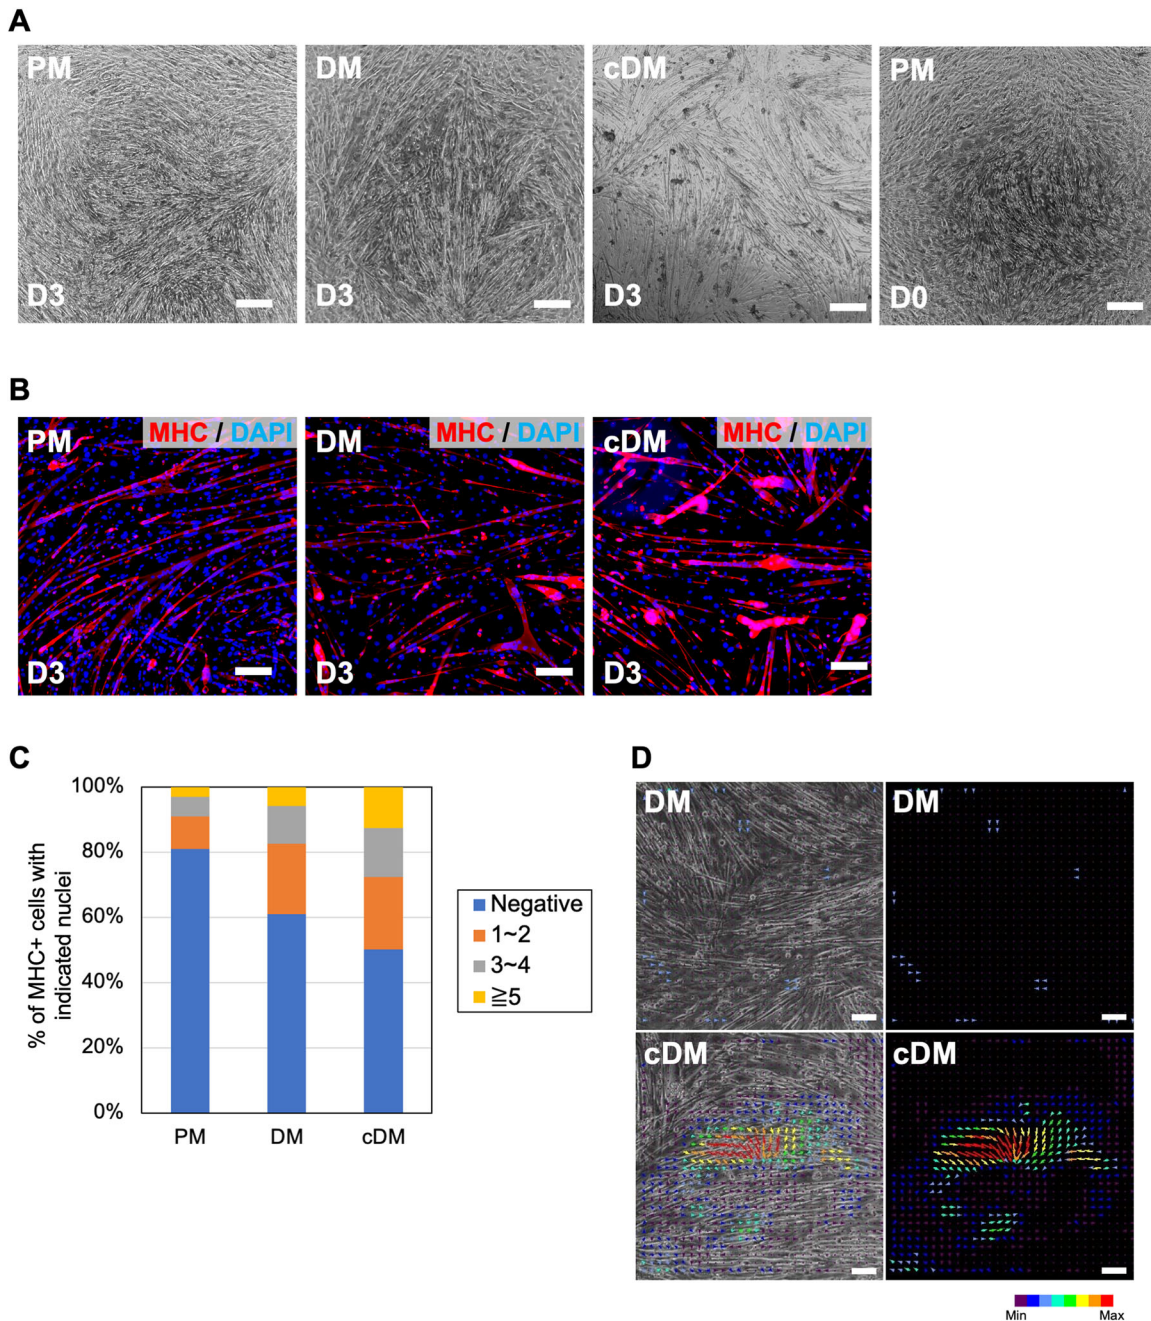 A
PM
DM
cDM
PM
D3
D3
D3
D0
B
PM
MHC / DAPI
DM
MHC / DAPI
cDM
MHC / DAPI
D3
D3
D3
C
% of MHC+ cells with
indicated nuclei
100%
80%
60%
40%
20%
0%
PM
DM
cDM
Negative
1~2
3~4
≧5
D
DM
DM
cDM
cDM
Min
Max